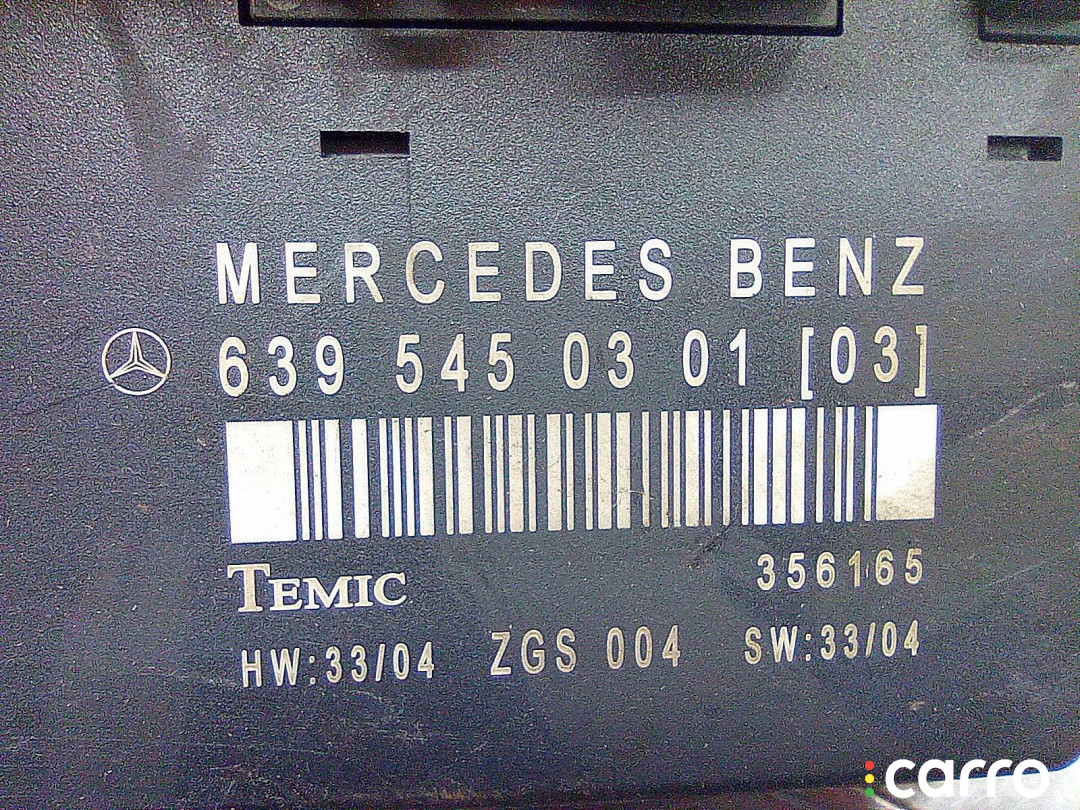 MERCEDES BENZ
639 545 03 01 [03]
TEMIC
356165
HW:33/04 ZGS 004 SW:33/04
carro